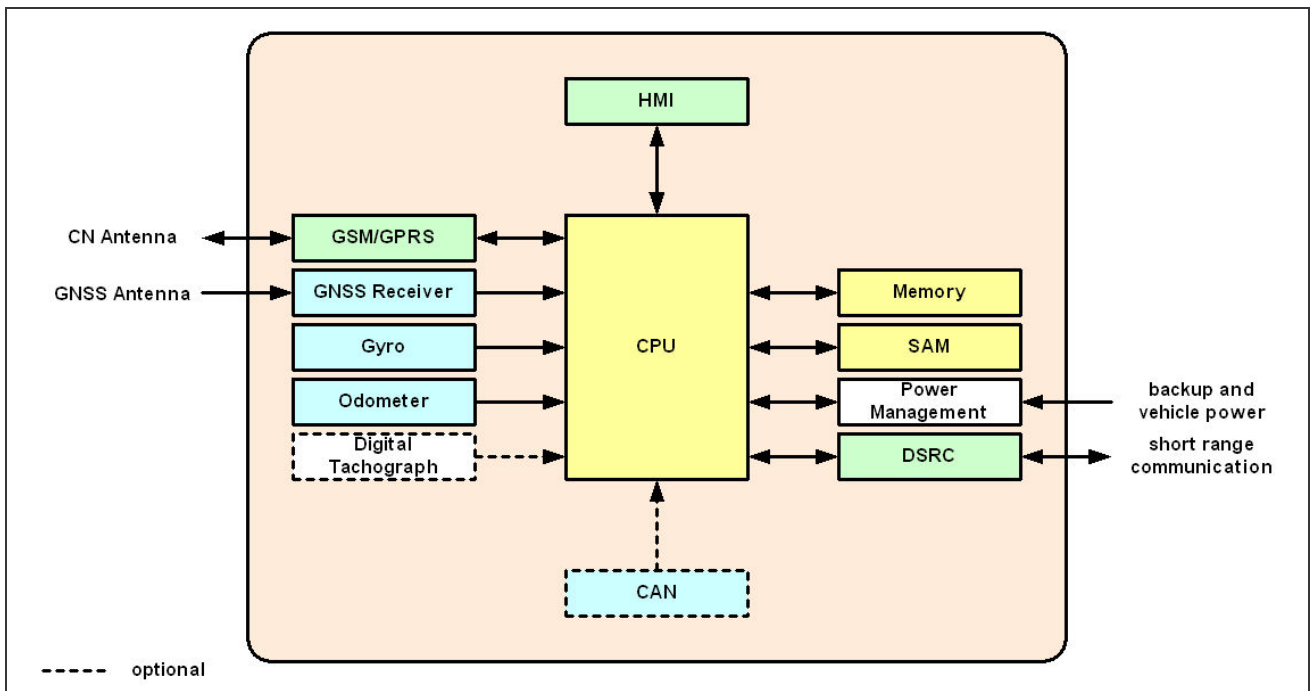 HMI
CN Antenna
GSM/GPRS
GNSS Antenna
GNSS Receiver
Gyro
Odometer
Digital
Tachograph
CPU
Memory
SAM
Power
Management
DSRC
backup and
vehicle power
short range
communication
CAN
optional